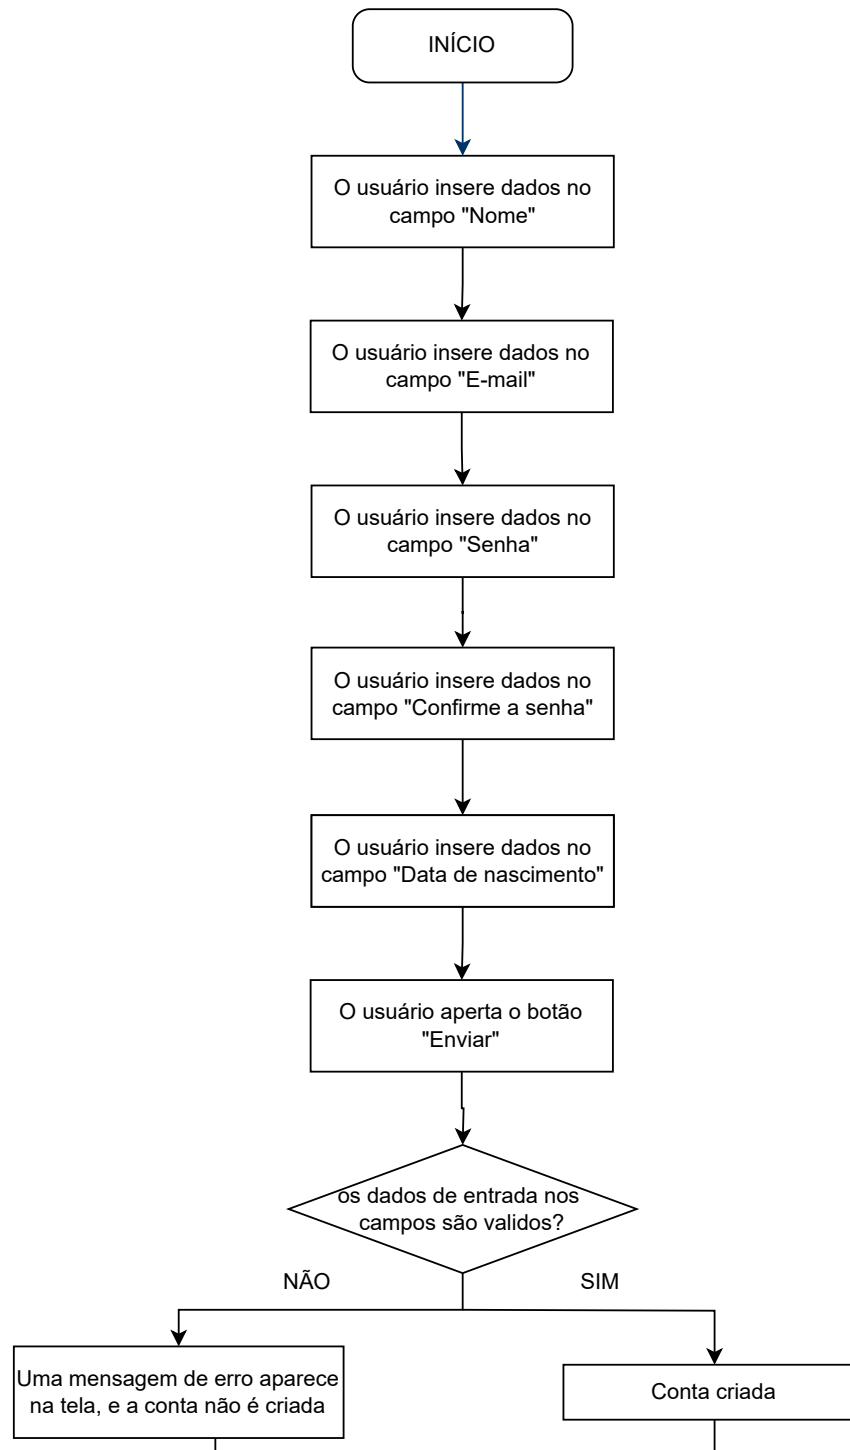 INÍCIO
O usuário insere dados no
campo "Nome"
O usuário insere dados no
campo "E-mail"
O usuário insere dados no
campo "Senha"
O usuário insere dados no
campo "Confirme a senha"
O usuário insere dados no
campo "Data de nascimento"
O usuário aperta o botão
"Enviar"
os dados de entrada nos
campos são validos?
NÃO
SIM
Uma mensagem de erro aparece
na tela, e a conta não é criada
Conta criada